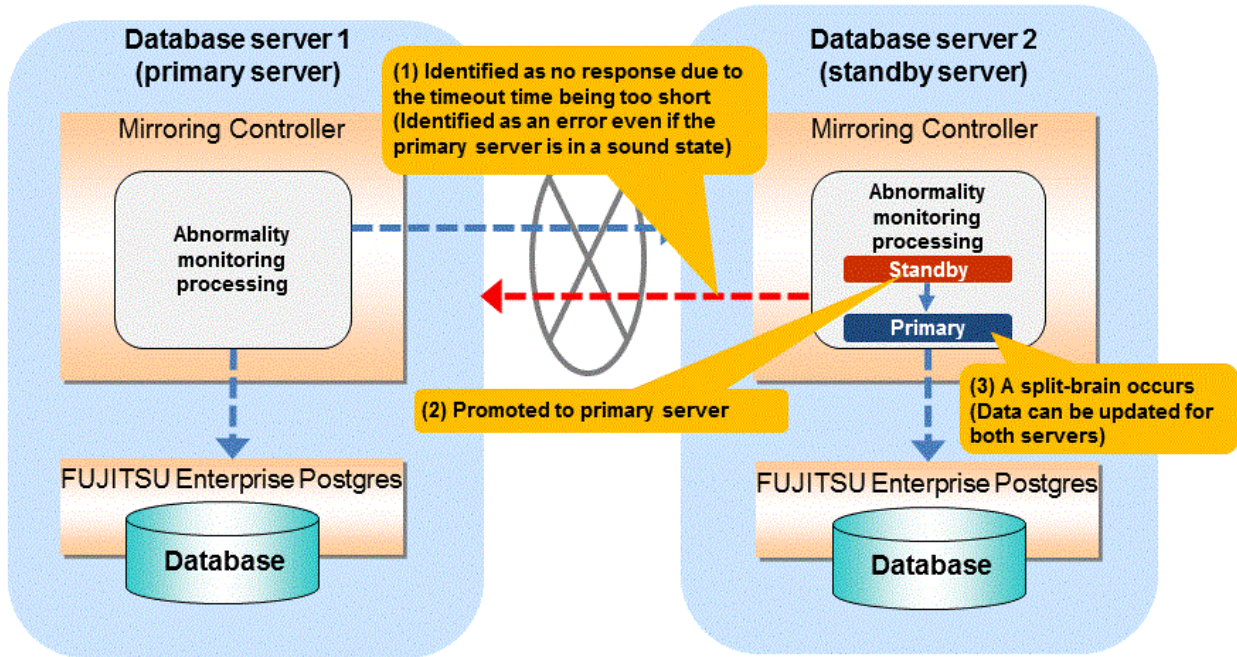 Database server 1
(primary server)
Mirroring Controller
Abnormality
monitoring
processing
FUJITSU Enterprise Postgres
Database
(1) Identified as no response due to
the timeout time being too short
(Identified as an error even if the
primary server is in a sound state)
(2) Promoted to primary server
Database server 2
(standby server)
Mirroring Controller
Abnormality
monitoring
processing
Standby
Primary
(3) A split-brain occurs
(Data can be updated for
both servers)
FUJITSU Enterprise Postgres
Database